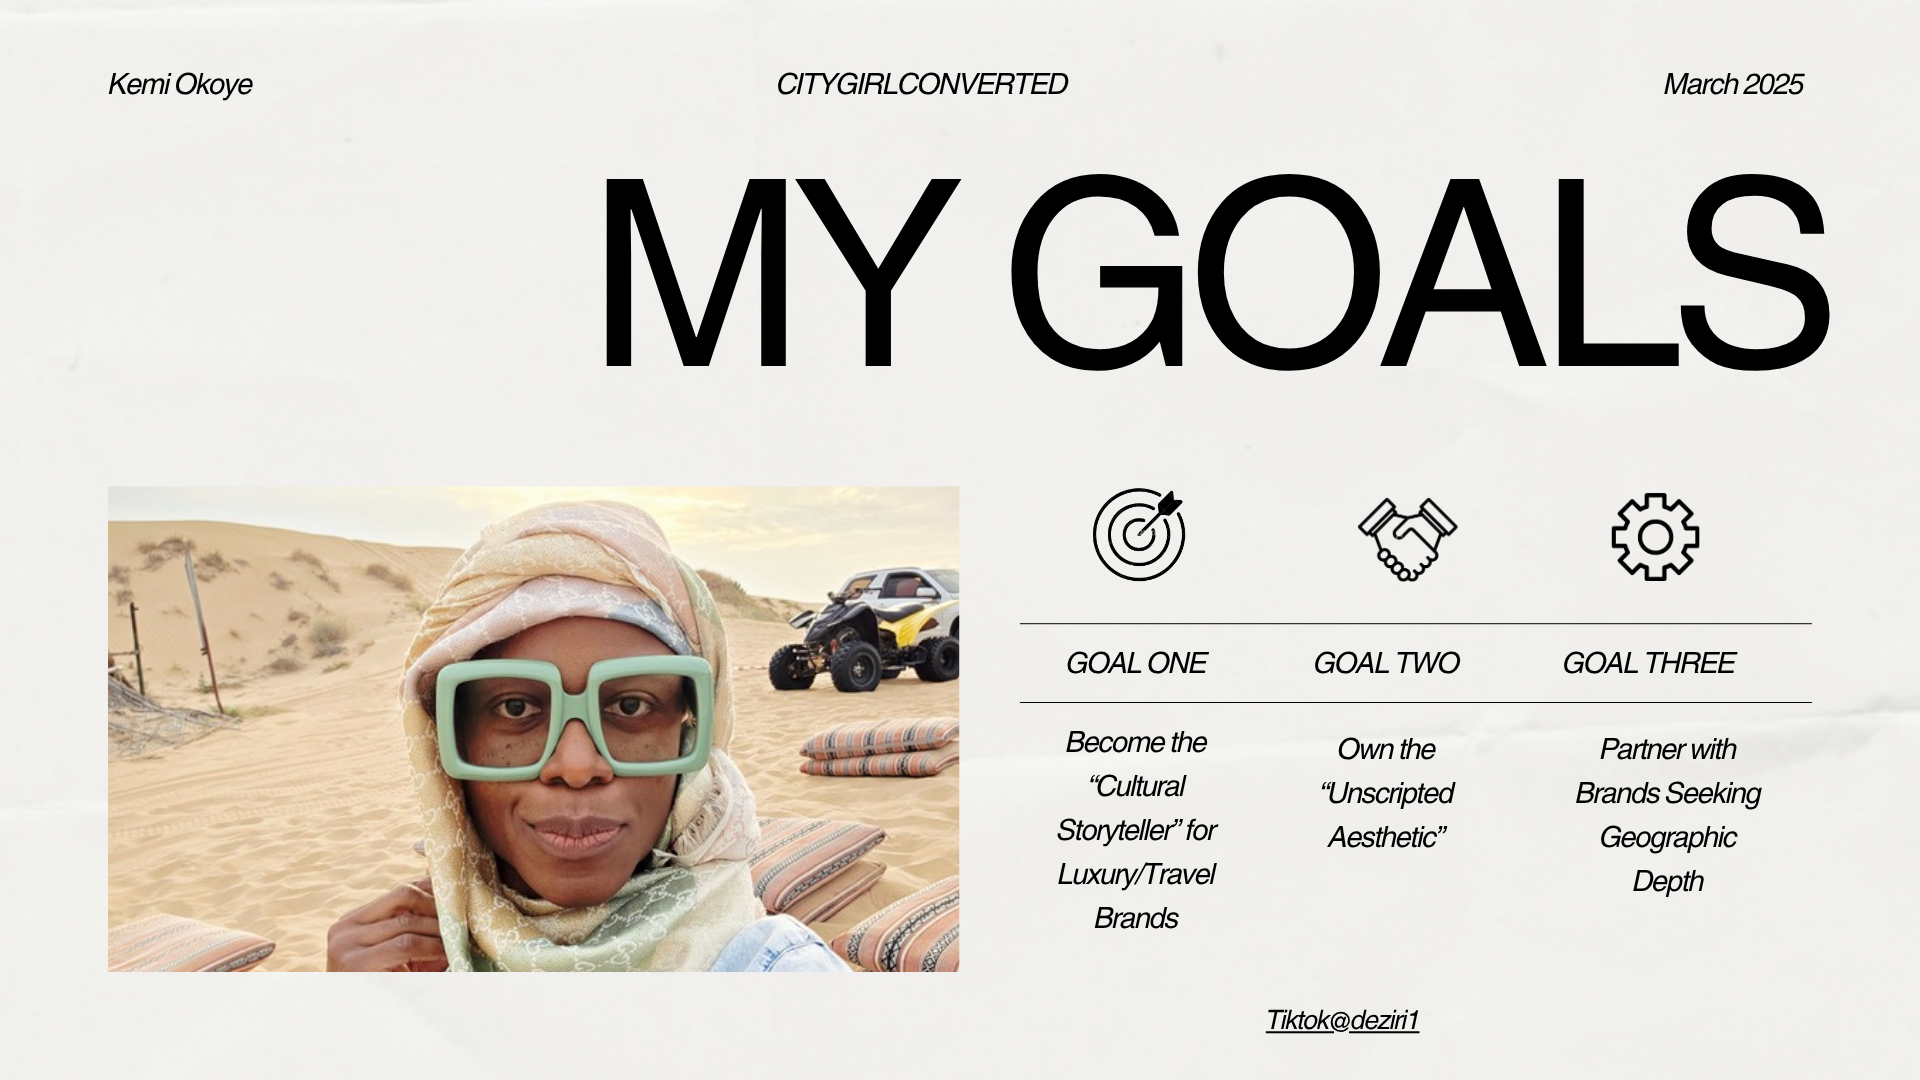 Kemi Okoye
CITYGIRLCONVERTED
March 2025
MY GOALS
GOAL ONE
GOAL TWO
GOAL THREE
Become the
“Cultural
Storyteller” for
Luxury/Travel
Brands
Own the
“Unscripted
Aesthetic”
Partner with
Brands Seeking
Geographic
Depth
Tiktok@deziri1